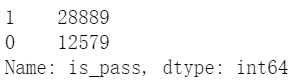 1    28889
0    12579
Name: is_pass, dtype: int64